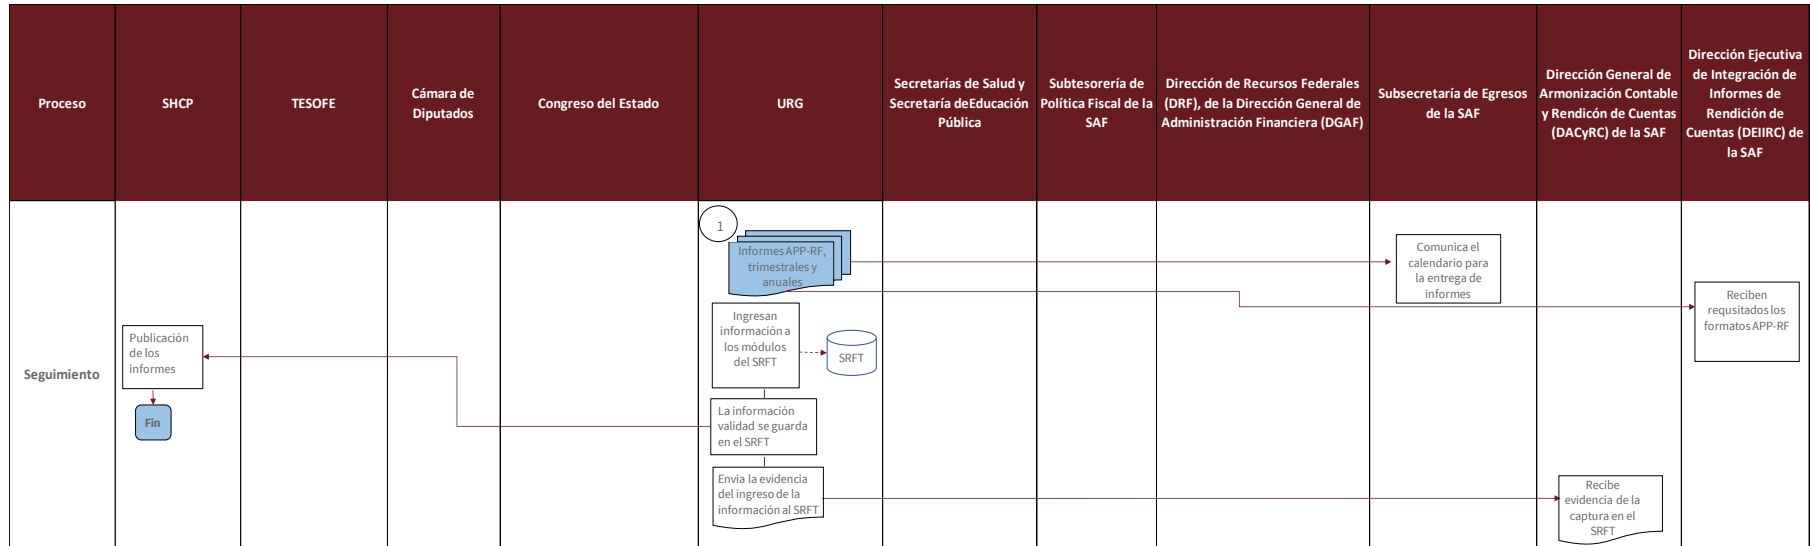 Proceso
SHCP
TESOFE
Cámara de
Diputados
Congreso del Estado
URG
Secretarías de Salud y
Secretaría deEducación
Pública
Subtesorería de
Política Fiscal de la
SAF
Dirección de Recursos Federales
(DRF), de la Dirección General de
Administración Financiera (DGAF)
Subsecretaría de Egresos
de la SAF
Dirección General de
Armonización Contable
y Rendicón de Cuentas
(DACyRC) de la SAF
Dirección Ejecutiva
de Integración de
Informes de
Rendición de
Cuentas (DEIIRC) de
la SAF
Seguimiento
1
Informes APP-RF,
trimestrales y
anuales
Comunica el
calendario para
la entrega de
informes
Reciben
requsitados los
formatos APP-RF
Ingresan
información a
los módulos
del SRFT
SRFT
Publicación
de los
informes
Fin
La información
validad se guarda
en el SRFT
Envia la evidencia
del ingreso de la
información al SRFT
Recibe
evidencia de la
captura en el
SRFT